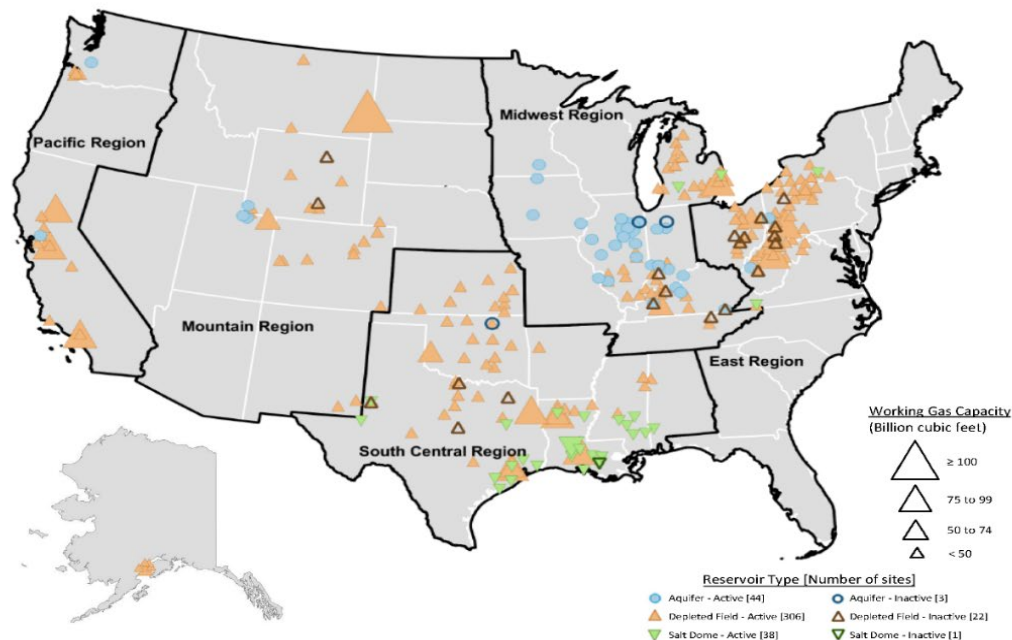 Midwest Region
Pacific Region
Mountain Region
East Region
South Central Region
Working Gas Capacity
(Billion cubic feet)
≥ 100
75 to 99
50 to 74
< 50
Reservoir Type [Number of sites]
Aquifer - Active [44]
Aquifer - Inactive [3]
Depleted Field - Active [306]
Depleted Field - Inactive [22]
Salt Dome - Active [38]
Salt Dome - Inactive [1]